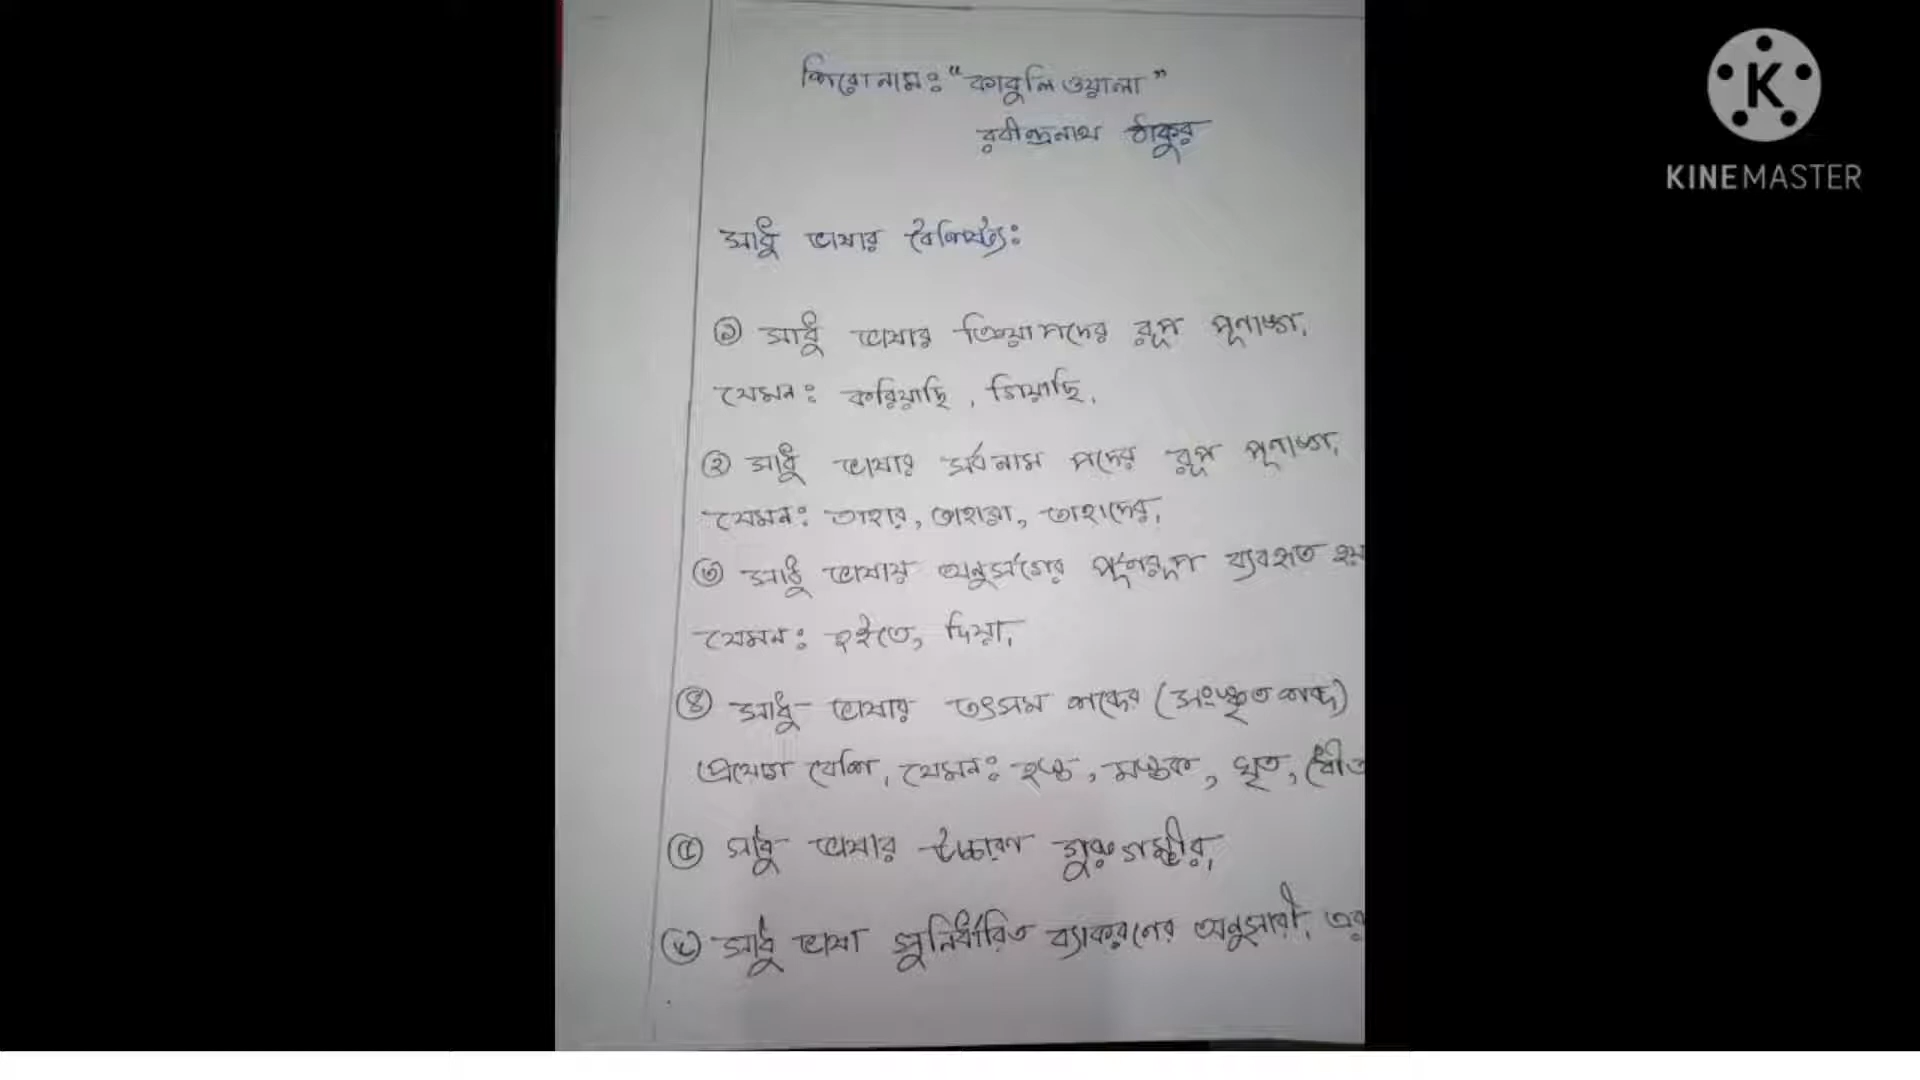 শিরোনামঃ "কাবুলিওয়ালা"
রবীন্দ্রনাথ ঠাকুর
সাধু ভাষার বৈশিষ্ট্যঃ
১ সাধু ভাষার ক্রিয়াপদের রূপ পূর্ণাঙ্গ।
যেমনঃ করিয়াছি, গিয়াছি।
২ সাধু ভাষার সর্বনাম পদের রূপ পূর্ণাঙ্গ।
যেমনঃ তাহার, তাহারা, তাহাদের।
৩ সাধু ভাষায় অনুসর্গের পূর্ণরূপ ব্যবহৃত হয়
যেমনঃ হইতে, দিয়া।
৪ সাধু ভাষার তৎসম শব্দের (সংস্কৃত শব্দ)
প্রয়োগ বেশি, যেমনঃ হস্ত, মস্তক, ঘৃত, ধৌত
৫ সাধু ভাষার উচ্চারণ গুরুগম্ভীর।
৬ সাধু ভাষা সুনির্ধারিত ব্যাকরণের অনুসারী। এর
K
KINEMASTER